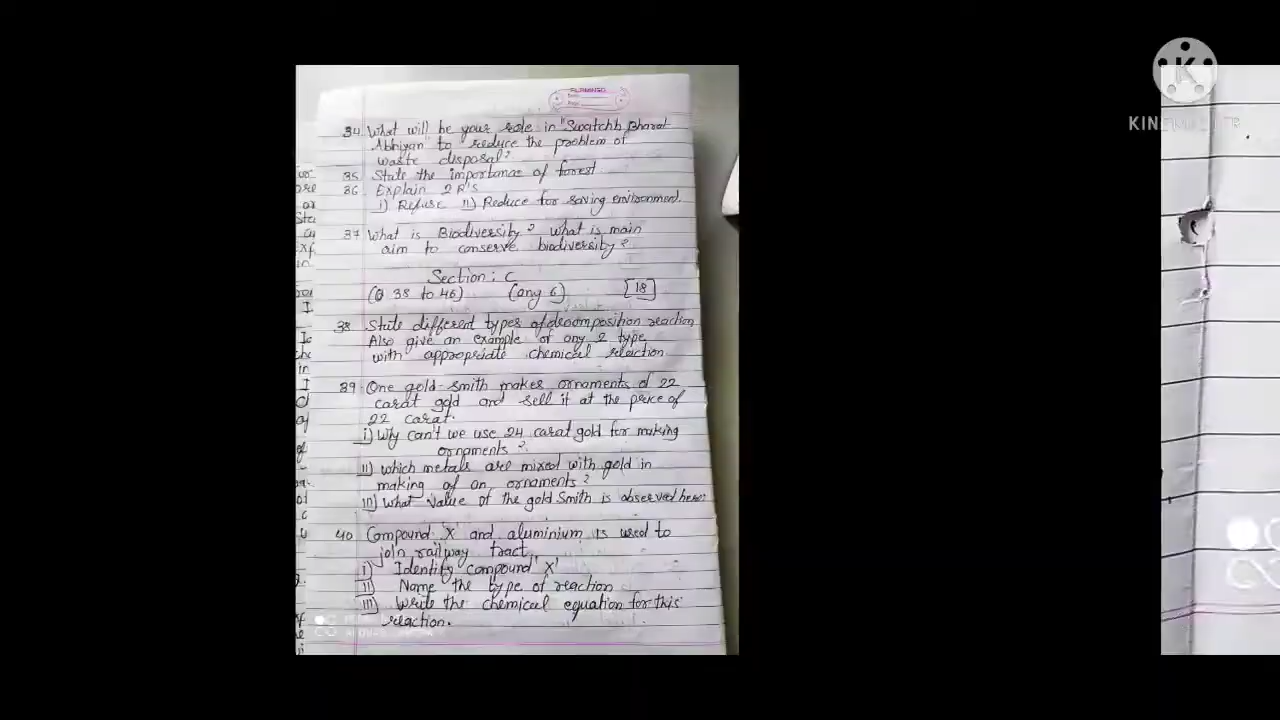 KINEMASTER
34. What will be your role in "Swatchh Bharat
Abhiyan" to reduce the problem of
waste disposal?
35. State the importance of forest
36. Explain 2 R's
i) Refuse ii) Reduce for saving environment.
37 What is Biodiversity? what is main
aim to conserve biodiversity?
Section : C
(Q 38 to 46) (any 6) [18]
38 State different types of decomposition reaction
Also give an example of any 2 type
with appropriate chemical reaction
39. One gold-smith makes ornaments of 22
carat gold and sell it at the price of
22 carat.
i) Why can't we use 24 carat gold for making
ornaments?
ii) which metals are mixed with gold in
making of an ornaments?
iii) What value of the gold smith is observed here?
40 Compound 'X' and aluminium is used to
join railway tract
i) Identify compound 'X'
ii) Name the type of reaction
iii) Write the chemical equation for this
reaction.